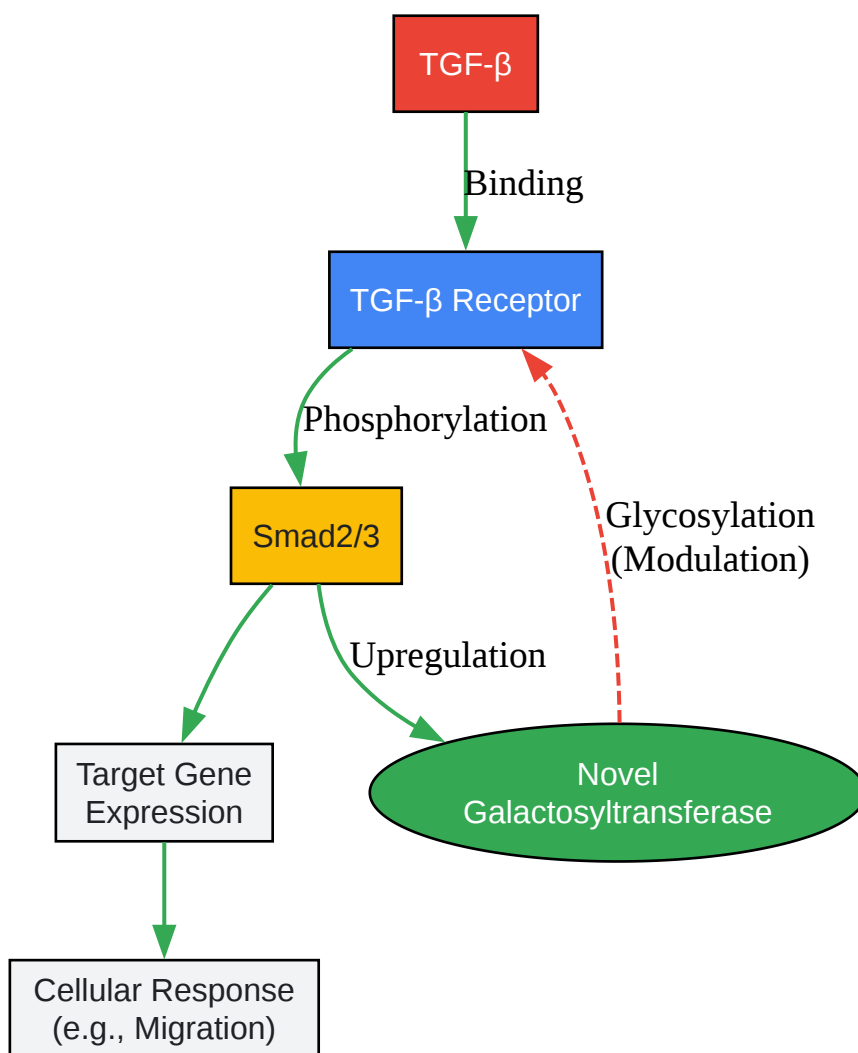 TGF-β
Binding
TGF-β Receptor
Phosphorylation
Glycosylation
(Modulation)
Smad2/3
Upregulation
Target Gene
Expression
Novel
Galactosyltransferase
Cellular Response
(e.g., Migration)